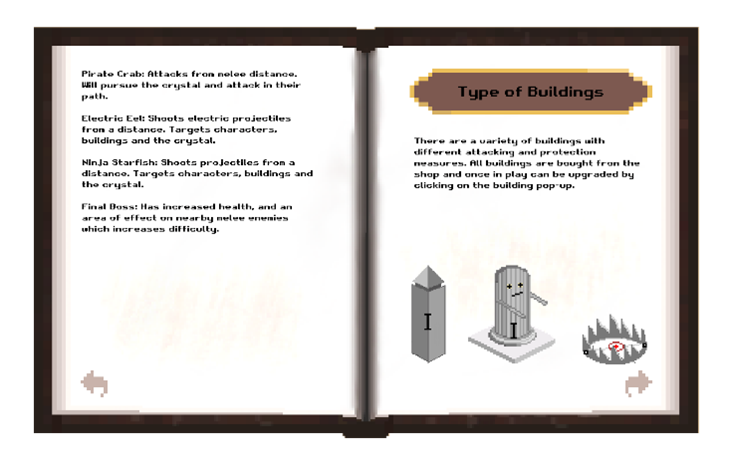 Pirate Crab: Attacks from melee distance.
Will pursue the crystal and attack in their
path.
Electric Eel: Shoots electric projectiles
from a distance. Targets characters,
buildings and the crystal.
Ninja Starfish: Shoots projectiles from a
distance. Targets characters, buildings and
the crystal.
Final Boss: Has increased health, and an
area of effect on nearby melee enemies
which increases difficulty.
Type of Buildings
There are a variety of buildings with
different attacking and protection
measures. All buildings are bought from the
shop and once in play can be upgraded by
clicking on the building pop-up.
I
I